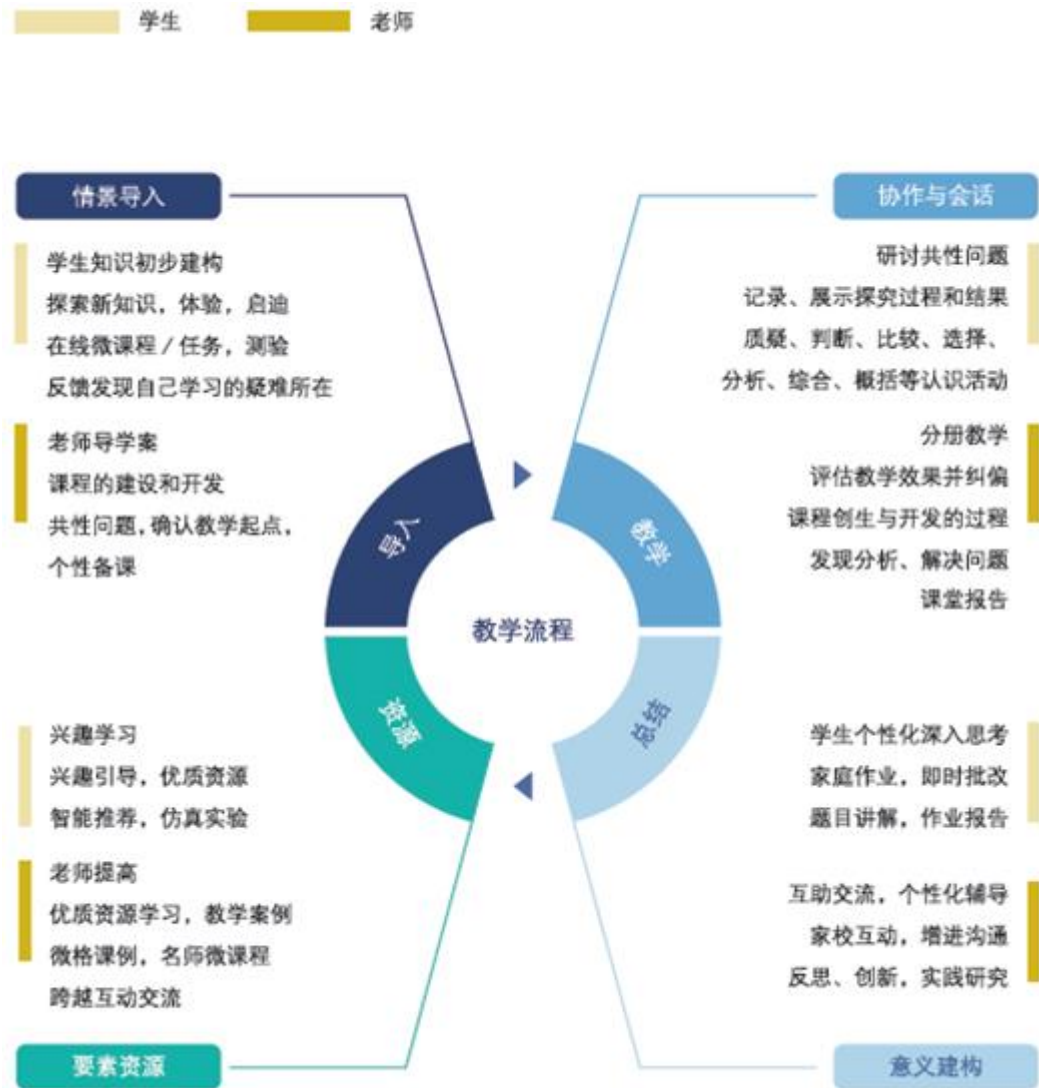 学生
老师
情景导入
学生知识初步建构
探索新知识，体验，启迪
在线微课程 / 任务，测验
反馈发现自己学习的疑难所在
老师导学案
课程的建设和开发
共性问题，确认教学起点，
个性备课
协作与会话
研讨共性问题
记录、展示探究过程和结果
质疑、判断、比较、选择、
分析、综合、概括等认识活动
分册教学
评估教学效果并纠偏
课程创生与开发的过程
发现分析、解决问题
课堂报告
导入
教学
教学流程
资源
总结
兴趣学习
兴趣引导，优质资源
智能推荐，仿真实验
老师提高
优质资源学习，教学案例
微格课例，名师微课程
跨越互动交流
要素资源
学生个性化深入思考
家庭作业，即时批改
题目讲解，作业报告
互助交流，个性化辅导
家校互动，增进沟通
反思、创新，实践研究
意义建构